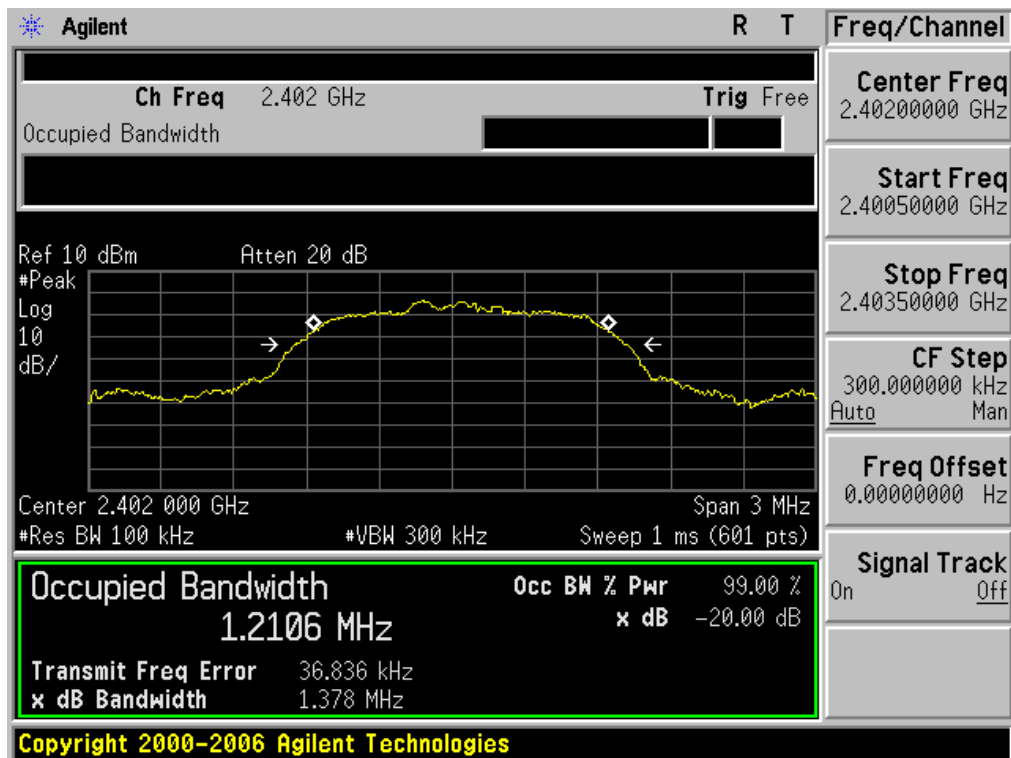 Agilent R T Freq/Channel
Ch Freq 2.402 GHz Trig Free
Occupied Bandwidth
Center Freq
2.40200000 GHz
Start Freq
2.40050000 GHz
Stop Freq
2.40350000 GHz
CF Step
300.000000 kHz
Auto Man
Freq Offset
0.00000000 Hz
Signal Track
On Off
Ref 10 dBm Atten 20 dB
#Peak
Log
10
dB/
Center 2.402 000 GHz Span 3 MHz
#Res BW 100 kHz #VBW 300 kHz Sweep 1 ms (601 pts)
Occupied Bandwidth Occ BW % Pwr 99.00 %
1.2106 MHz x dB -20.00 dB
Transmit Freq Error 36.836 kHz
x dB Bandwidth 1.378 MHz
Copyright 2000-2006 Agilent Technologies